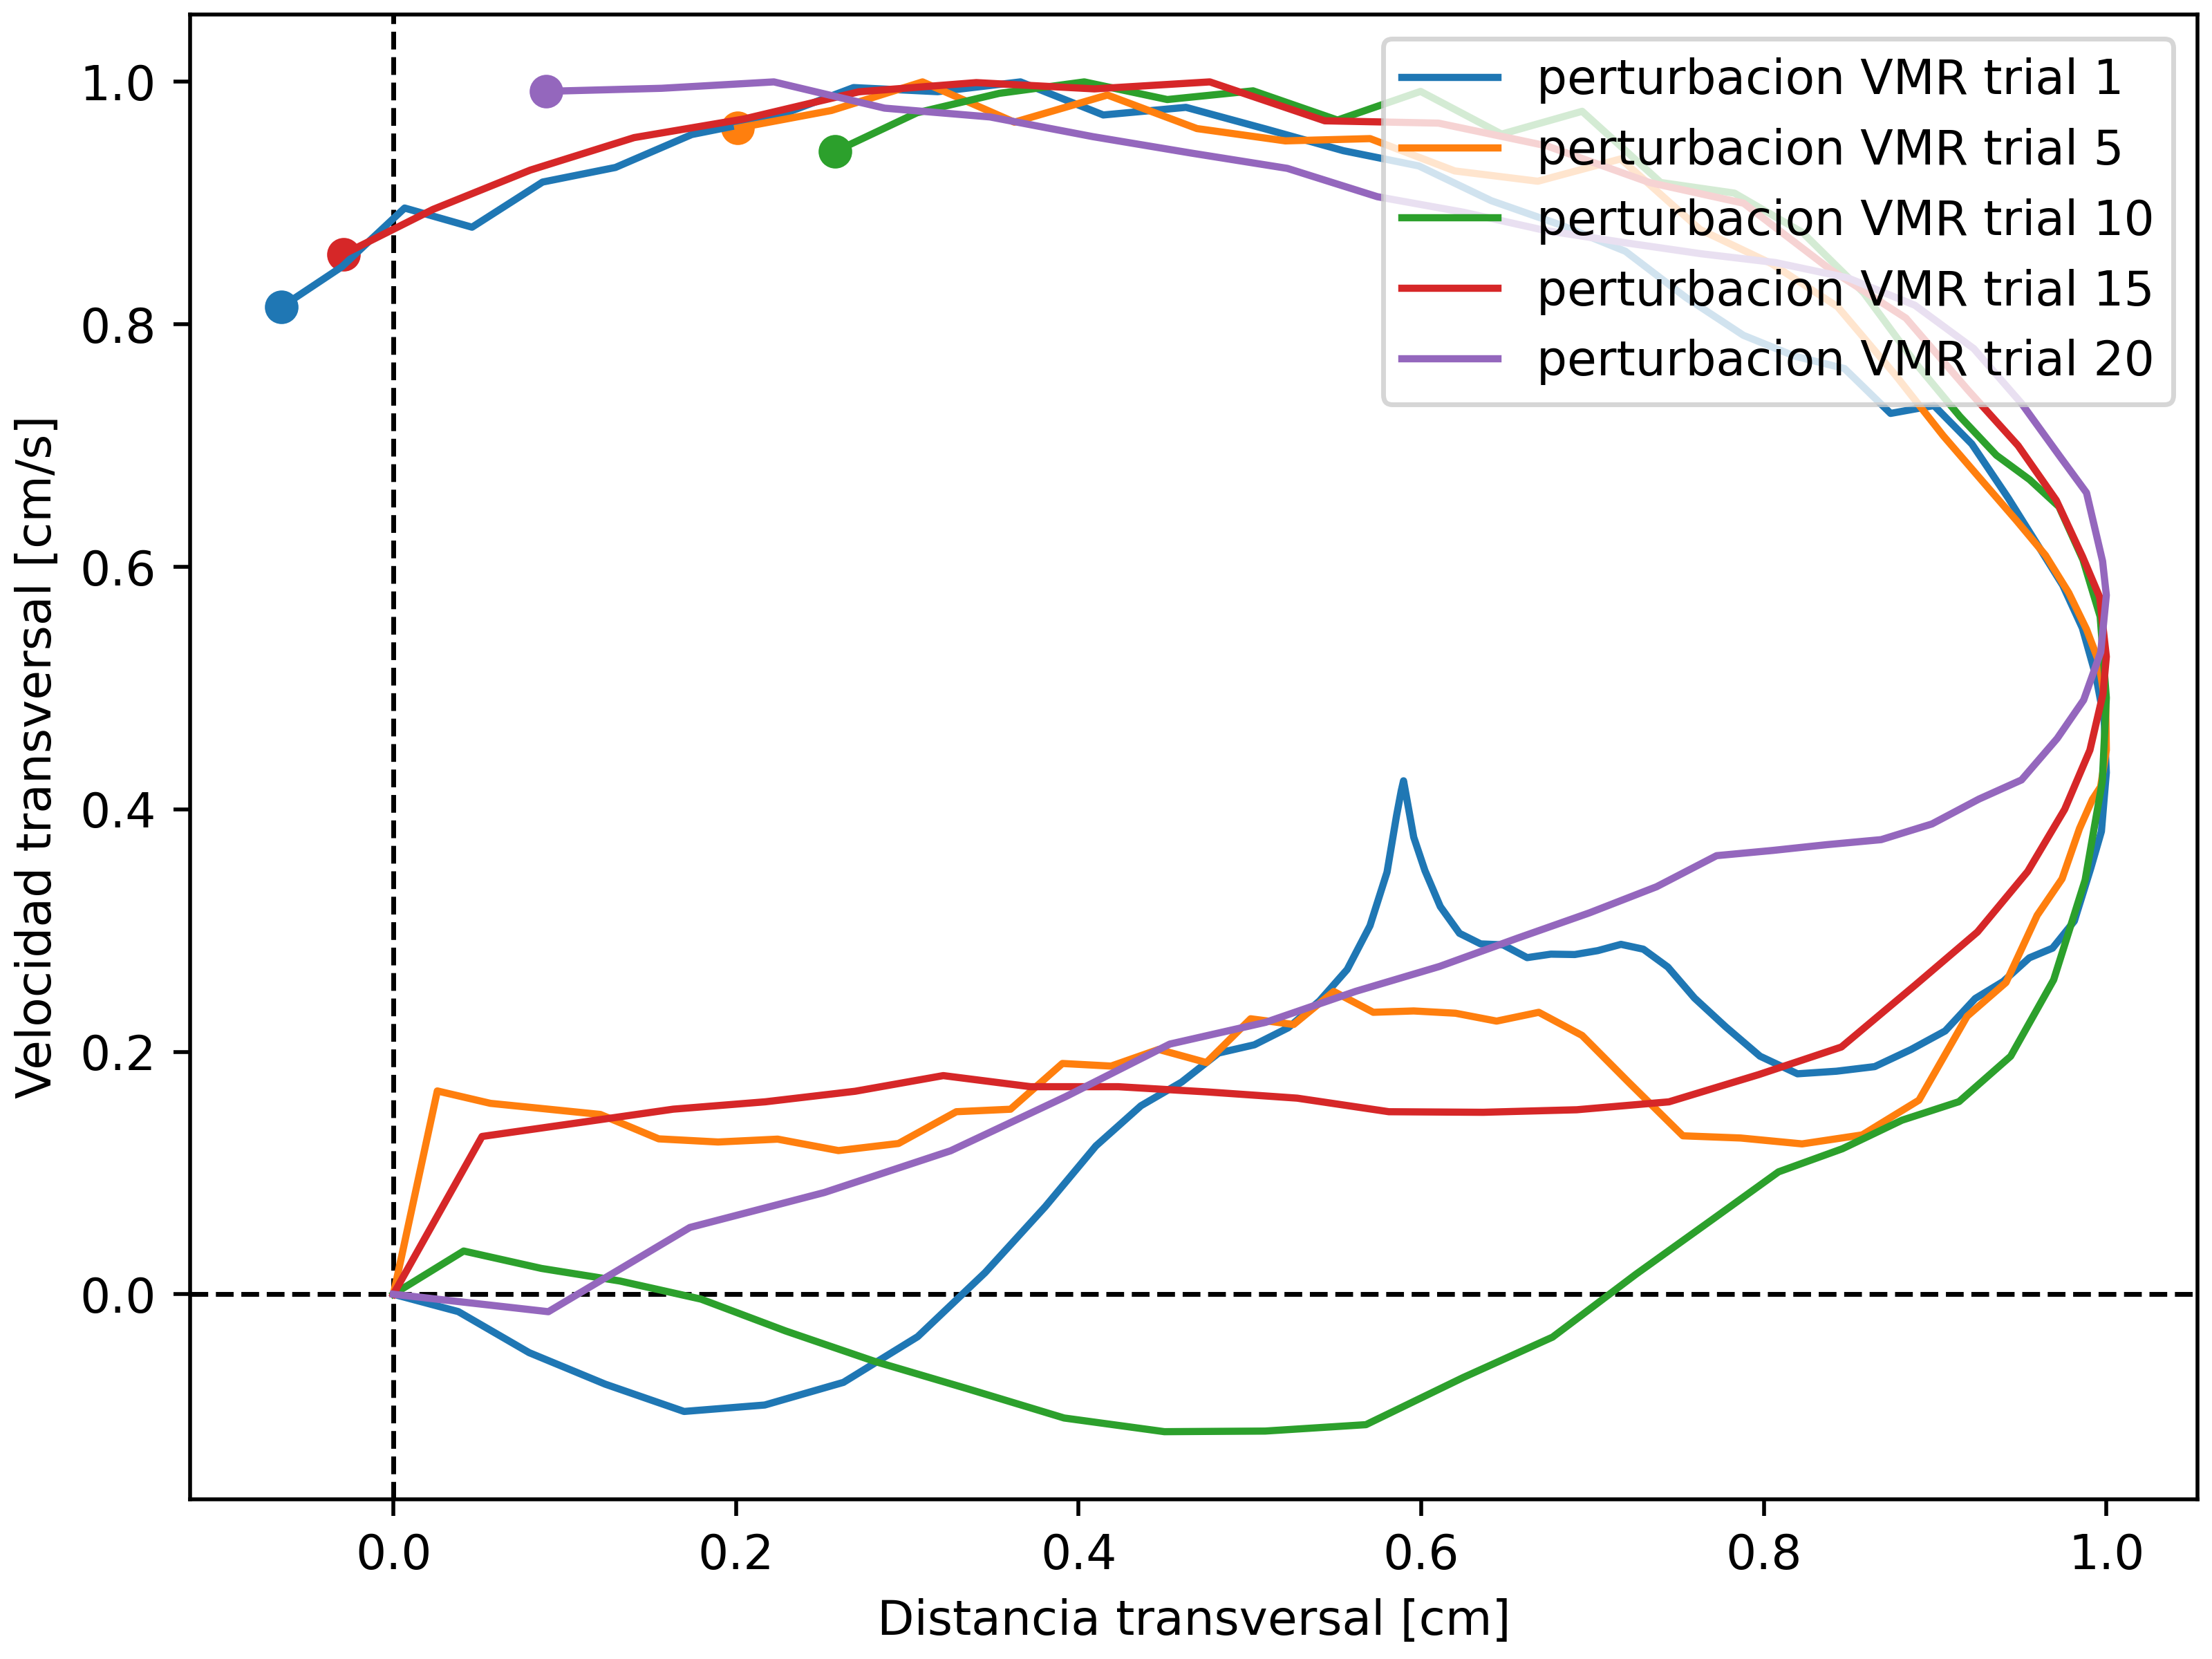 perturbacion VMR trial 1
perturbacion VMR trial 5
perturbacion VMR trial 10
perturbacion VMR trial 15
perturbacion VMR trial 20
Velocidad transversal [cm/s]
1.0
0.8
0.6
0.4
0.2
0.0
0.0 0.2 0.4 0.6 0.8 1.0
Distancia transversal [cm]